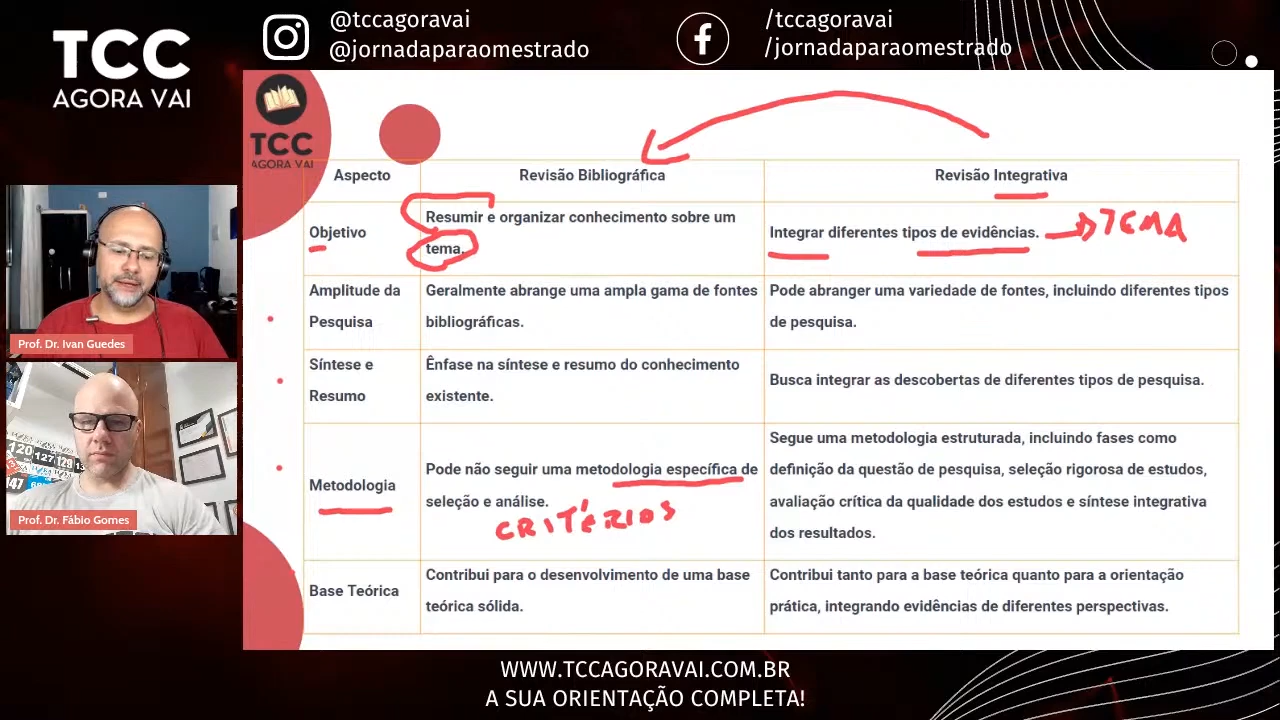 TCC
AGORA VAI
@tccagoravai
@jornadaparaomestrado
/tccagoravai
/jornadaparaomestrado
TCC
AGORA VAI
Aspecto
Revisão Bibliográfica
Revisão Integrativa
Objetivo
Resumir e organizar conhecimento sobre um
tema.
Integrar diferentes tipos de evidências.
TEMA
Amplitude da
Pesquisa
Geralmente abrange uma ampla gama de fontes
bibliográficas.
Pode abranger uma variedade de fontes, incluindo diferentes tipos
de pesquisa.
Síntese e
Resumo
Ênfase na síntese e resumo do conhecimento
existente.
Busca integrar as descobertas de diferentes tipos de pesquisa.
Metodologia
Pode não seguir uma metodologia específica de
seleção e análise.
CRITÉRIOS
Segue uma metodologia estruturada, incluindo fases como
definição da questão de pesquisa, seleção rigorosa de estudos,
avaliação crítica da qualidade dos estudos e síntese integrativa
dos resultados.
Base Teórica
Contribui para o desenvolvimento de uma base
teórica sólida.
Contribui tanto para a base teórica quanto para a orientação
prática, integrando evidências de diferentes perspectivas.
Prof. Dr. Ivan Guedes
120
127
129
147
Prof. Dr. Fábio Gomes
WWW.TCCAGORAVAI.COM.BR
A SUA ORIENTAÇÃO COMPLETA!